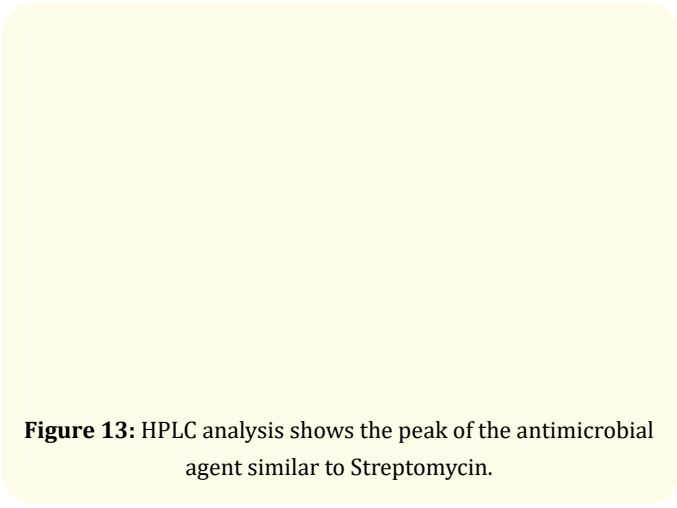 Figure 13: HPLC analysis shows the peak of the antimicrobial
agent similar to Streptomycin.